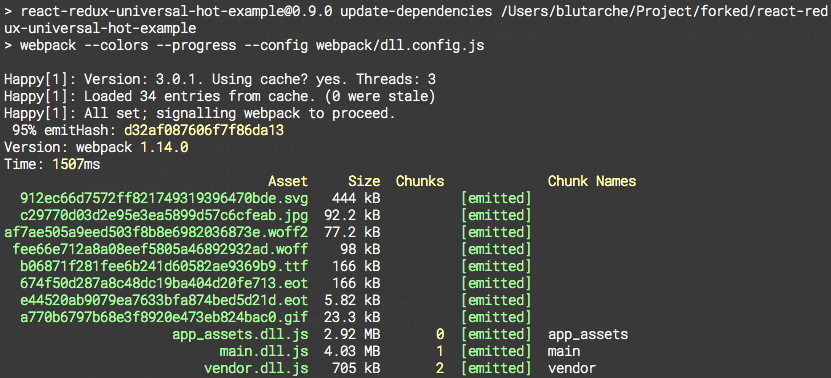 > react-redux-universal-hot-example@0.9.0 update-dependencies /Users/blutarche/Project/forked/react-red
ux-universal-hot-example
> webpack --colors --progress --config webpack/dll.config.js
Happy[1]: Version: 3.0.1. Using cache? yes. Threads: 3
Happy[1]: Loaded 34 entries from cache. (0 were stale)
Happy[1]: All set; signalling webpack to proceed.
95% emitHash: d32af087606f7f86da13
Version: webpack 1.14.0
Time: 1507ms
Asset Size Chunks Chunk Names
912ec66d7572ff821749319396470bde.svg 444 kB [emitted]
c29770d03d2e95e3ea5899d57c6cfeab.jpg 92.2 kB [emitted]
af7ae505a9eed503f8b8e6982036873e.woff2 77.2 kB [emitted]
fee66e712a8a08eef5805a46892932ad.woff 98 kB [emitted]
b06871f281fee6b241d60582ae9369b9.ttf 166 kB [emitted]
674f50d287a8c48dc19ba404d20fe713.eot 166 kB [emitted]
e44520ab9079ea7633bfa874bed5d21d.eot 5.82 kB [emitted]
a770b6797b68e3f8920e473eb824bac0.gif 23.3 kB [emitted]
app_assets.dll.js 2.92 MB 0 [emitted] app_assets
main.dll.js 4.03 MB 1 [emitted] main
vendor.dll.js 705 kB 2 [emitted] vendor